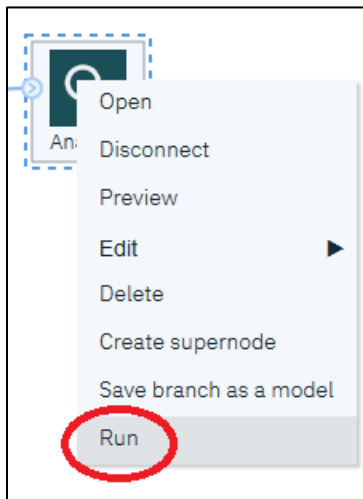 Open
Ana
Disconnect
Preview
Edit
Delete
Create supernode
Save branch as a model
Run